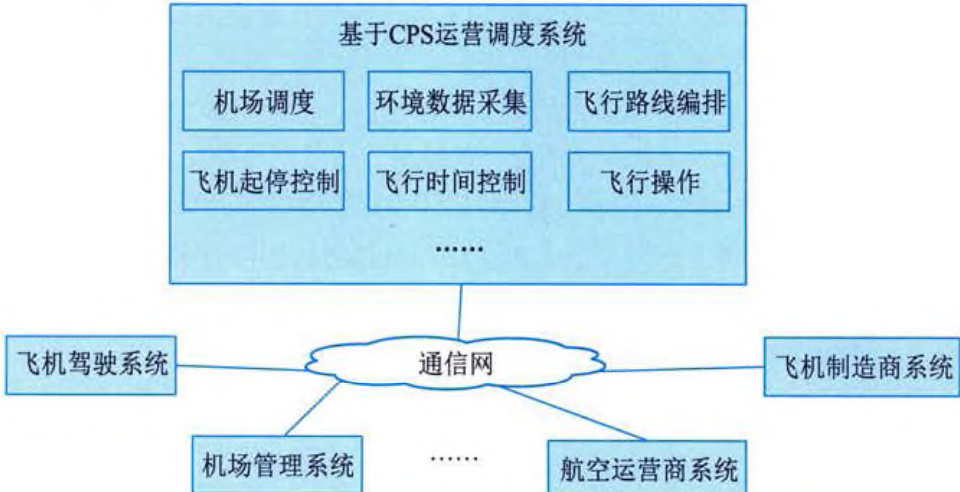 基于CPS运营调度系统
机场调度 环境数据采集 飞行路线编排
飞机起停控制 飞行时间控制 飞行操作
……
飞机驾驶系统 通信网 飞机制造商系统
机场管理系统 …… 航空运营商系统